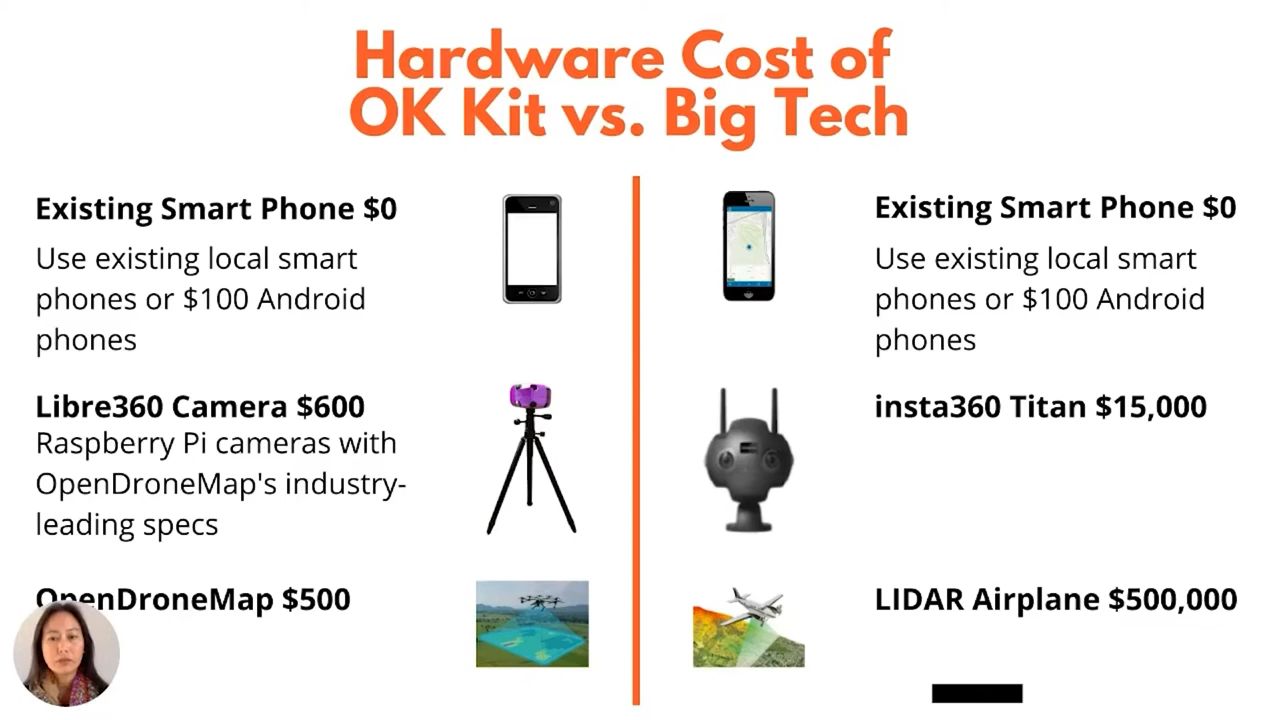 Hardware Cost of
OK Kit vs. Big Tech
Existing Smart Phone $0
Use existing local smart
phones or $100 Android
phones
Libre360 Camera $600
Raspberry Pi cameras with
OpenDroneMap's industry-
leading specs
OpenDroneMap $500
Existing Smart Phone $0
Use existing local smart
phones or $100 Android
phones
insta360 Titan $15,000
LIDAR Airplane $500,000